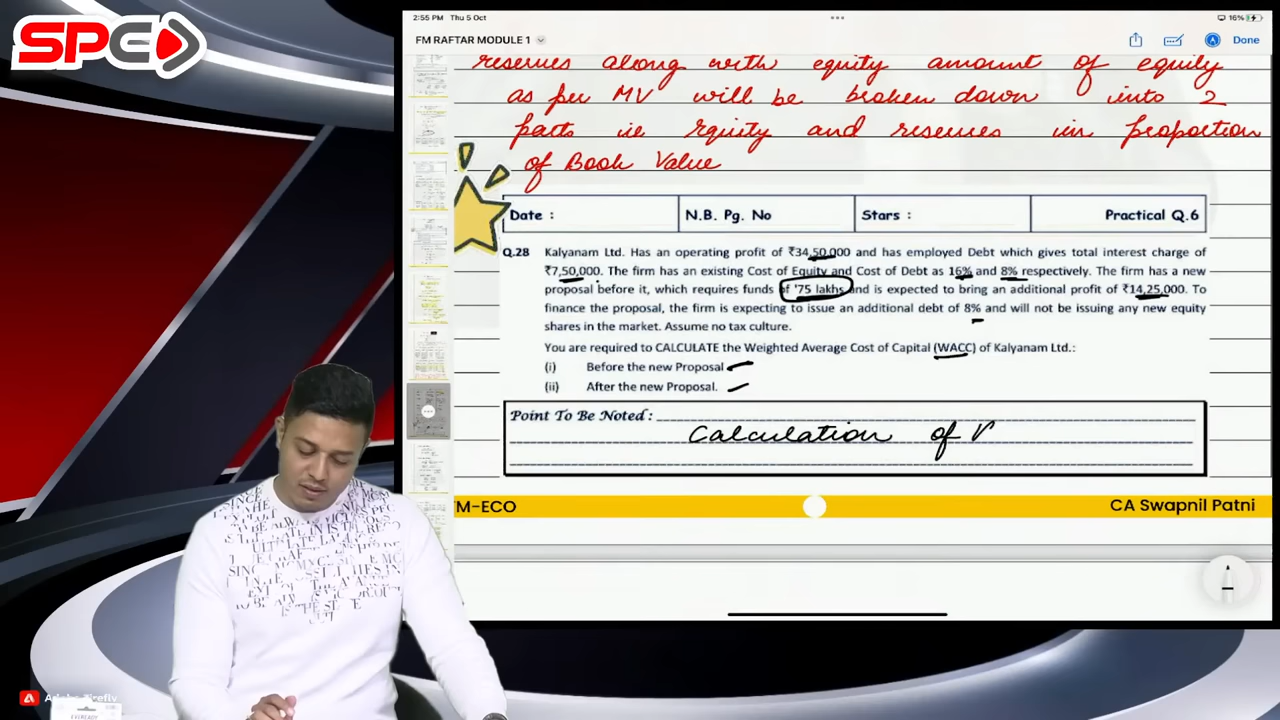 SPC
2:55 PM Thu 5 Oct
16%
FM RAFTAR MODULE 1
Done
reserves along with equity amount of equity
as per MV will be broken down into 2
parts ie equity and reserves in proportion
of Book Value
Date :
N.B. Pg. No
Stars :
Practical Q.6
Q.28 Kalyanam Ltd. Has an operating profit of ₹34,50,000 and has employed Debt which gives total interest charge of
₹7,50,000. The firm has an existing Cost of Equity and Cost of Debt as 16% and 8% respectively. The firm has a new
proposal before it, which requires funds of '75 lakhs and is expected to bring an additional profit of ₹14,25,000. To
finance the proposal, the firm is expecting to issue an additional debt of 8% and will not be issuing any new equity
shares in the market. Assume no tax culture.
You are required to CALCULATE the Weighted Average Cost of Capital (WACC) of Kalyanam Ltd.:
(i) Before the new Proposal
(ii) After the new Proposal.
Point To Be Noted :
Calculation of V
M-ECO
CA Swapnil Patni
EVEREADY